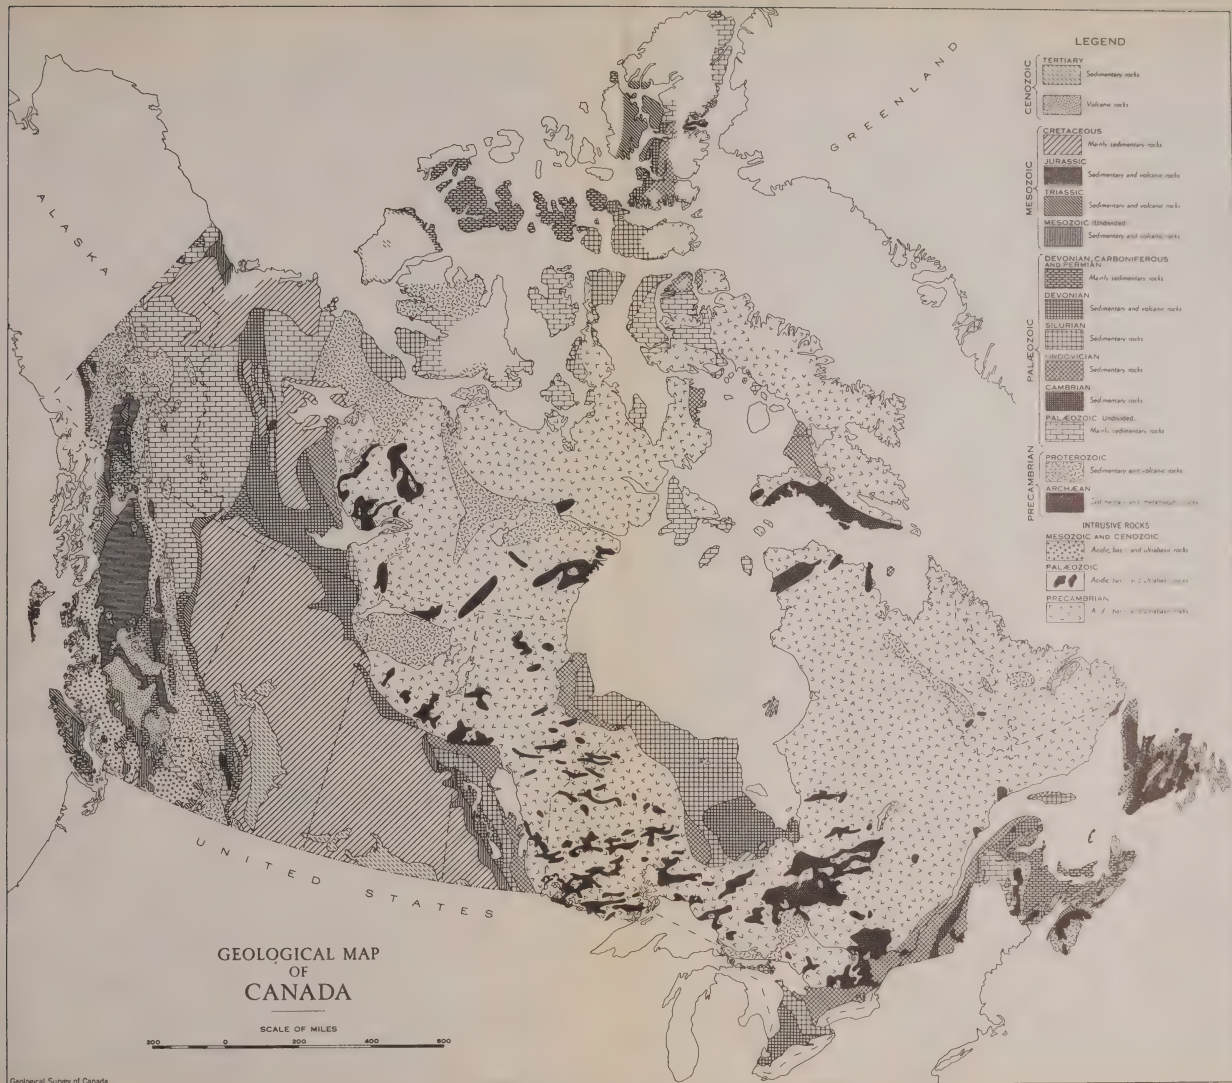 LEGEND
CENOZOIC
TERTIARY
Sedimentary rocks
Volcanic rocks
MESOZOIC
CRETACEOUS
Mainly sedimentary rocks
JURASSIC
Sedimentary and volcanic rocks
TRIASSIC
Sedimentary and volcanic rocks
MESOZOIC (Undivided
Sedimentary and volcanic rocks
PALÆOZOIC
DEVONIAN, CARBONIFEROUS
AND PERMIAN
Mainly sedimentary rocks
DEVONIAN
Sedimentary and volcanic rocks
SILURIAN
Sedimentary rocks
Sedimentary rocks
CAMBRIAN
Sedimentary rocks
PALÆOZOIC Undivided
Mainly sedimentary rocks
PRECAMBRIAN
PROTEROZOIC
Sedimentary and volcanic rocks
ARCHÆAN
INTRUSIVE ROCKS
MESOZOIC AND CENOZOIC
Acidic, and ultrabasic rocks
PALÆOZOIC
Acidic rocks
PRECAMBRIAN
rocks
GREENLAND
ALASKA
UNITED STATES
GEOLOGICAL MAP
OF
CANADA
SCALE OF MILES
200 0 200 400 600
Geological Survey of Canada